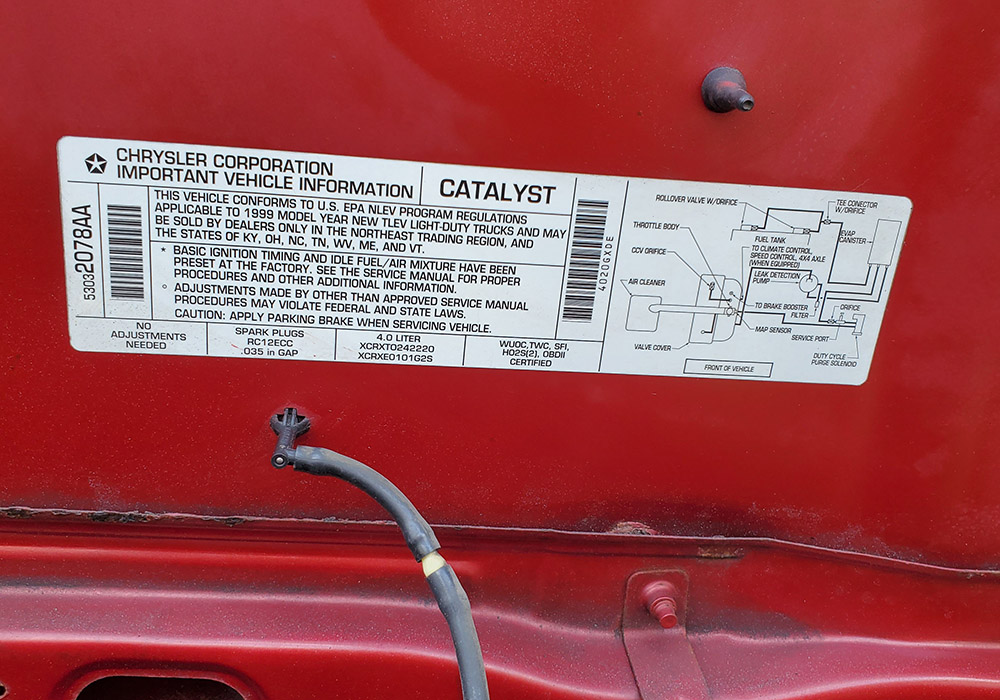 CHRYSLER CORPORATION
IMPORTANT VEHICLE INFORMATION
CATALYST
53032078AA
THIS VEHICLE CONFORMS TO U.S. EPA NLEV PROGRAM REGULATIONS
APPLICABLE TO 1999 MODEL YEAR NEW TLEV LIGHT-DUTY TRUCKS AND MAY
BE SOLD BY DEALERS ONLY IN THE NORTHEAST TRADING REGION, AND
THE STATES OF KY, OH, NC, TN, WV, ME, AND VT.
* BASIC IGNITION TIMING AND IDLE FUEL/AIR MIXTURE HAVE BEEN
PRESET AT THE FACTORY. SEE THE SERVICE MANUAL FOR PROPER
PROCEDURES AND OTHER ADDITIONAL INFORMATION.
° ADJUSTMENTS MADE BY OTHER THAN APPROVED SERVICE MANUAL
PROCEDURES MAY VIOLATE FEDERAL AND STATE LAWS.
CAUTION: APPLY PARKING BRAKE WHEN SERVICING VEHICLE.
NO
ADJUSTMENTS
NEEDED
SPARK PLUGS
RC12ECC
.035 in GAP
4.0 LITER
XCRXT0242220
XCRXE0101G2S
WUOC,TWC, SFI,
HO2S(2), OBDII
CERTIFIED
4020GXDE
ROLLOVER VALVE W/ORIFICE
TEE CONECTOR
W/ORIFICE
THROTTLE BODY
FUEL TANK
EVAP
CANISTER
CCV ORIFICE
TO CLIMATE CONTROL,
SPEED CONTROL, 4X4 AXLE
(WHEN EQUIPPED)
LEAK DETECTION
PUMP
AIR CLEANER
TO BRAKE BOOSTER
FILTER
ORIFICE
MAP SENSOR
SERVICE PORT
VALVE COVER
DUTY CYCLE
PURGE SOLENOID
FRONT OF VEHICLE